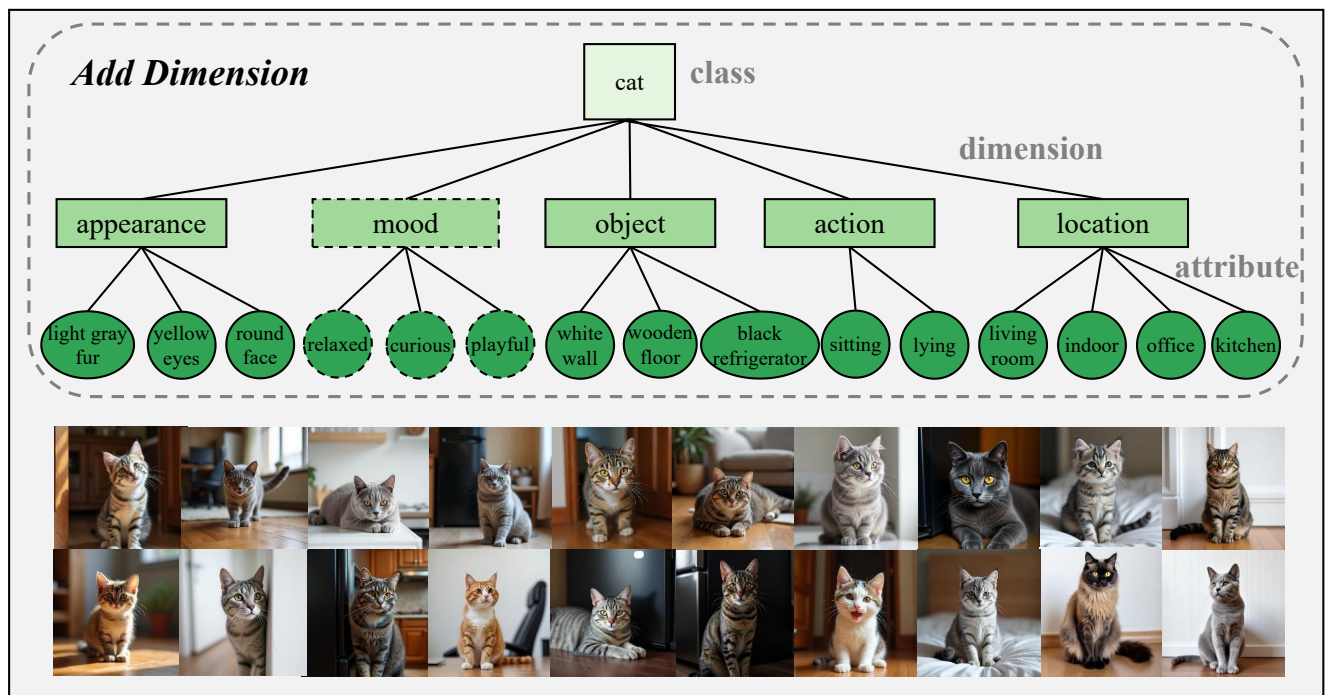 Add Dimension
cat
class
dimension
appearance
mood
object
action
location
attribute
light gray
fur
yellow
eyes
round
face
relaxed
curious
playful
white
wall
wooden
floor
black
refrigerator
sitting
lying
living
room
indoor
office
kitchen